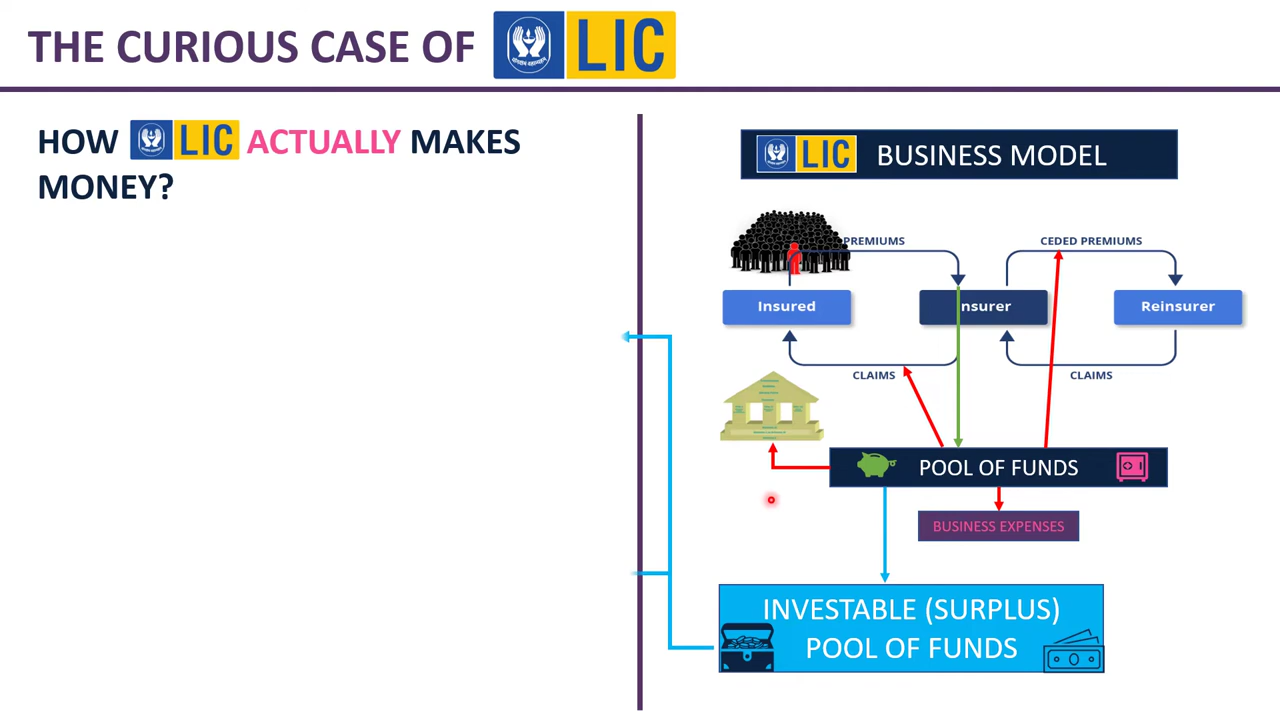 THE CURIOUS CASE OF LIC
HOW LIC ACTUALLY MAKES
MONEY?
LIC BUSINESS MODEL
PREMIUMS
CEDED PREMIUMS
Insured
nsurer
Reinsurer
CLAIMS
CLAIMS
POOL OF FUNDS
BUSINESS EXPENSES
INVESTABLE (SURPLUS)
POOL OF FUNDS